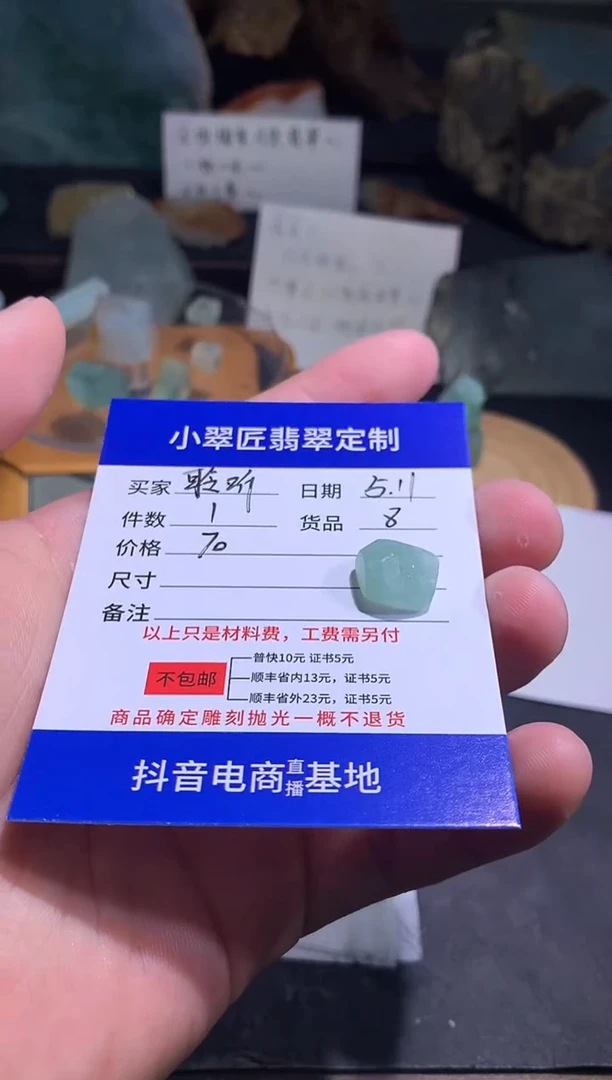 小翠匠翡翠定制
买家 聆听 日期 5.11
件数 1 货品 8
价格 70
尺寸
备注
以上只是材料费，工费需另付
不包邮
普快10元 证书5元
顺丰省内13元，证书5元
顺丰省外23元，证书5元
商品确定雕刻抛光一概不退货
抖音电商直播基地